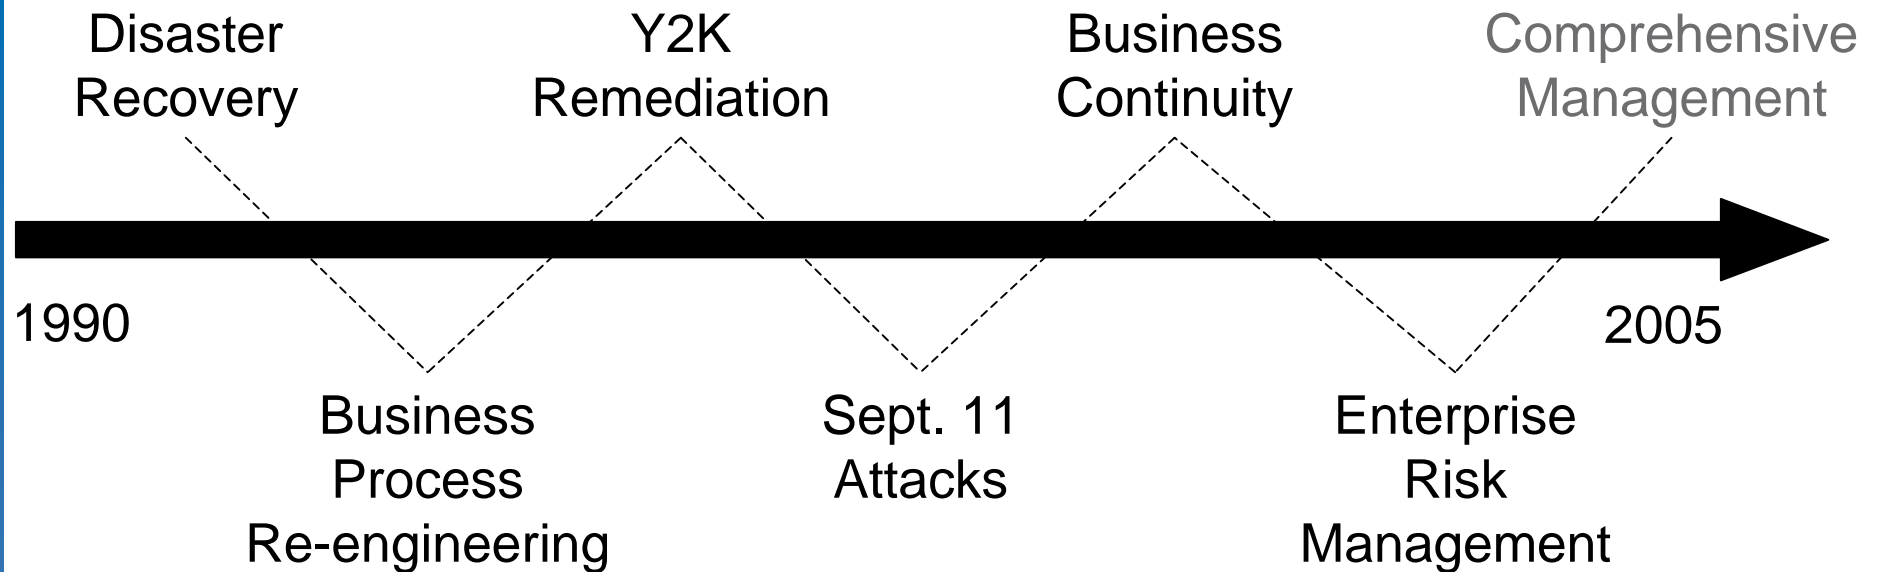 Disaster
Recovery
Y2K
Remediation
Business
Continuity
Comprehensive
Management
1990
2005
Business
Process
Re-engineering
Sept. 11
Attacks
Enterprise
Risk
Management